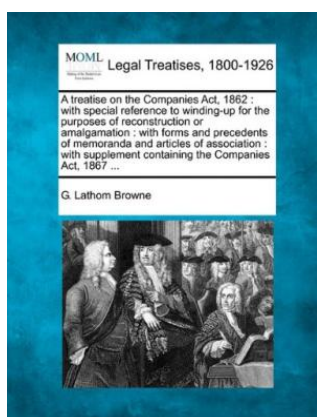 MOML
Legal Treatises, 1800-1926
A treatise on the Companies Act, 1862 :
with special reference to winding-up for the
purposes of reconstruction or
amalgamation : with forms and precedents
of memoranda and articles of association :
with supplement containing the Companies
Act, 1867 ...
G. Lathom Browne